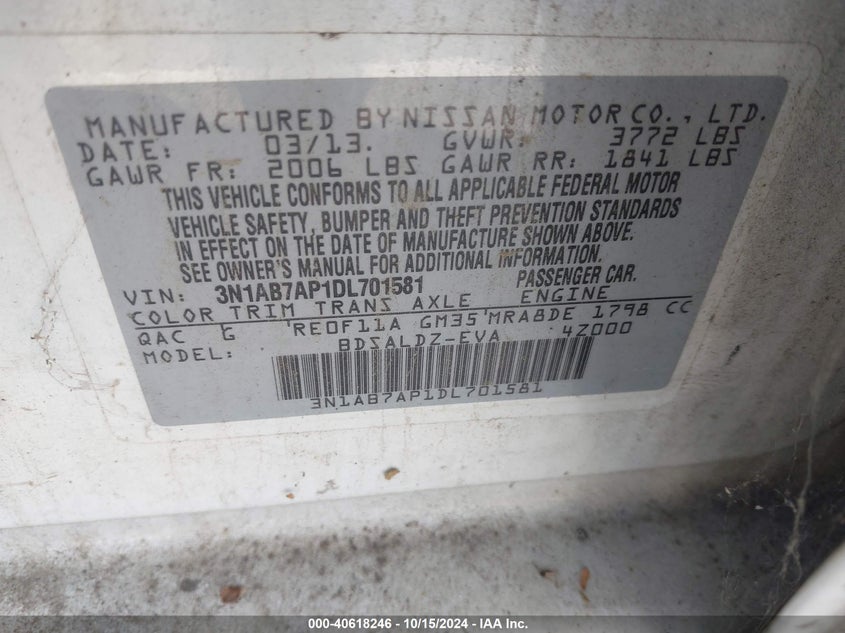 MANUFACTURED BY NISSAN MOTOR CO., LTD.
DATE: 03/13. GVWR: 3772 LBS
GAWR FR: 2006 LBS GAWR RR: 1841 LBS
THIS VEHICLE CONFORMS TO ALL APPLICABLE FEDERAL MOTOR
VEHICLE SAFETY, BUMPER AND THEFT PREVENTION STANDARDS
IN EFFECT ON THE DATE OF MANUFACTURE SHOWN ABOVE.
SEE OWNER'S MANUAL FOR ADDITIONAL INFORMATION.
VIN: 3N1AB7AP1DL701581 PASSENGER CAR.
COLOR TRIM TRANS AXLE ENGINE
QAC G RE0F11A GM35 MRA8DE 1798 CC
MODEL: BDSALDZ-EVA 4Z000
3N1AB7AP1DL701581
000-40618246 - 10/15/2024 - IAA Inc.